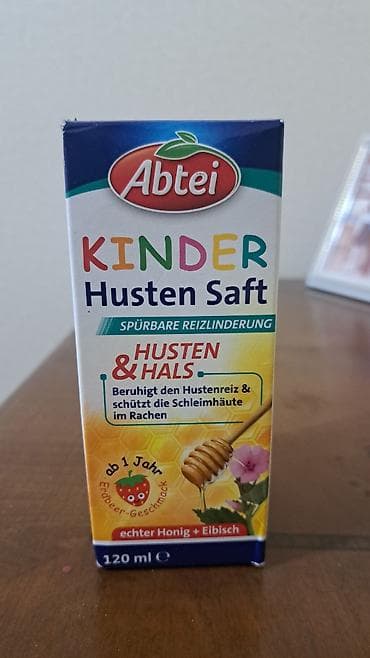 Abtei
KINDER
Husten Saft
SPÜRBARE REIZLINDERUNG
HUSTEN
& HALS
Beruhigt den Hustenreiz &
schützt die Schleimhäute
im Rachen
ab 1 Jahr
Erdbeer-Geschmack
echter Honig + Eibisch
120 ml ℮